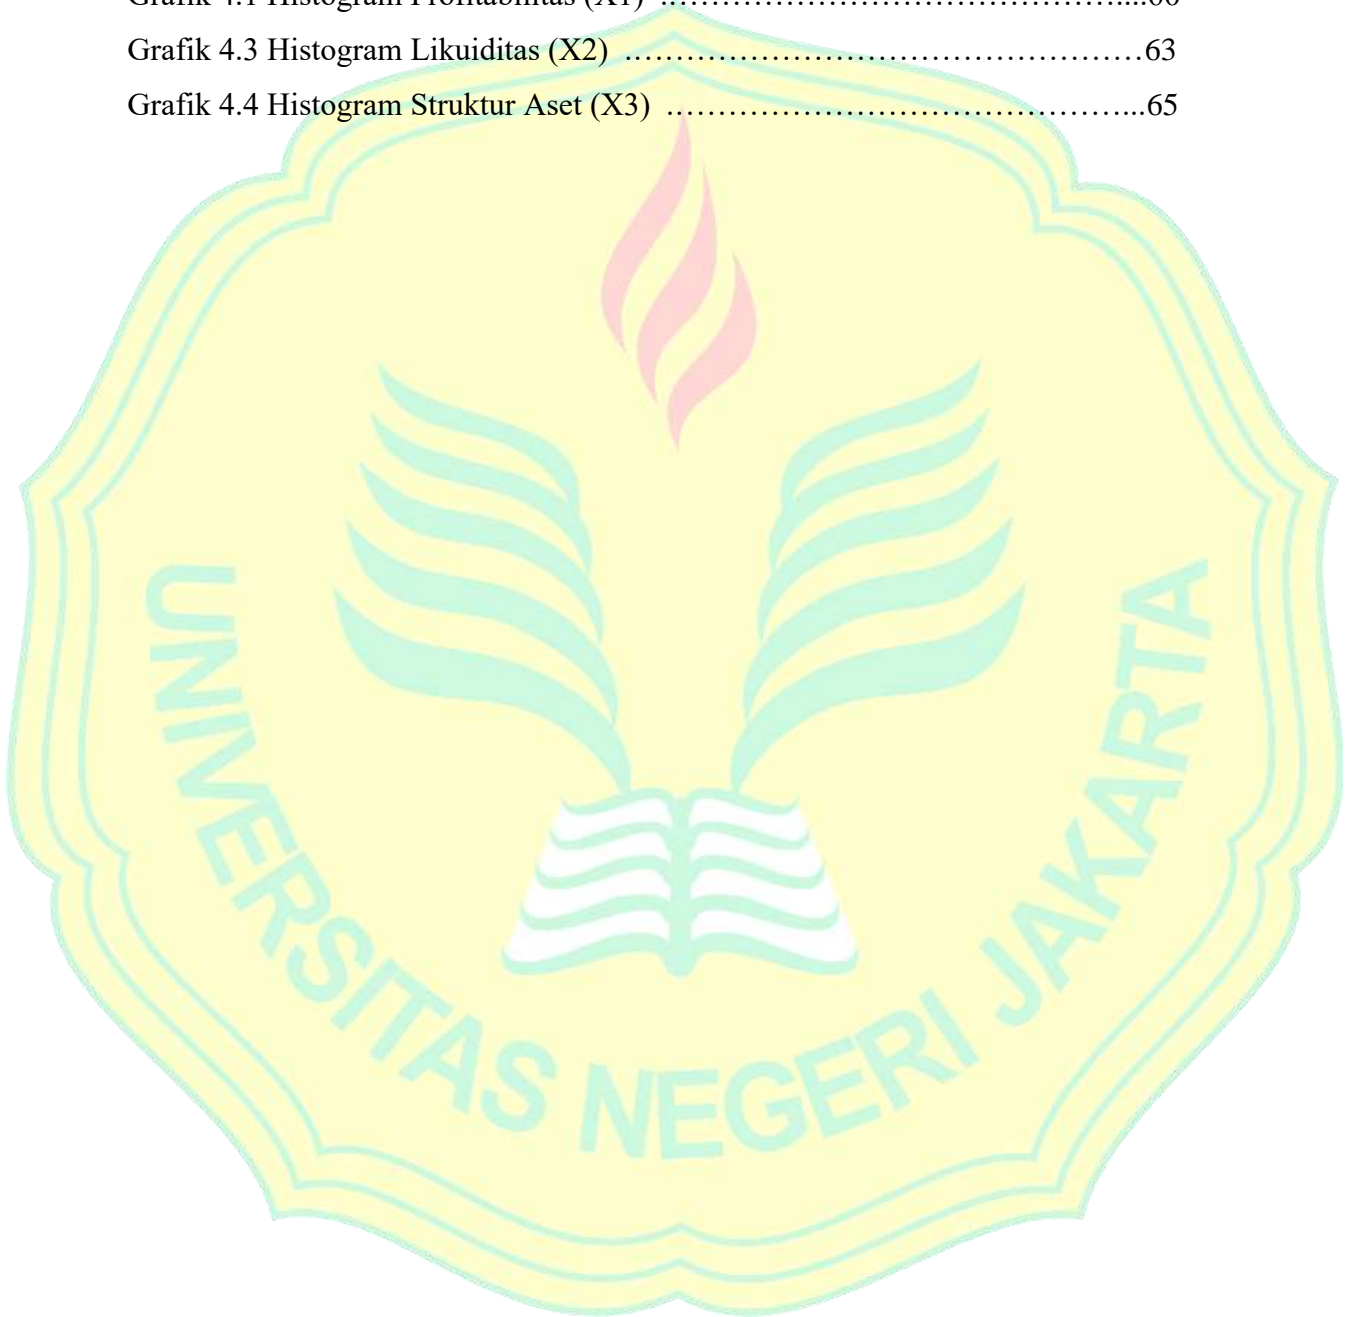 Grafik 4.3 Histogram Likuiditas (X2) ……………………………………………63
Grafik 4.4 Histogram Struktur Aset (X3) ………………………………………...65
UNIVERSITAS NEGERI JAKARTA